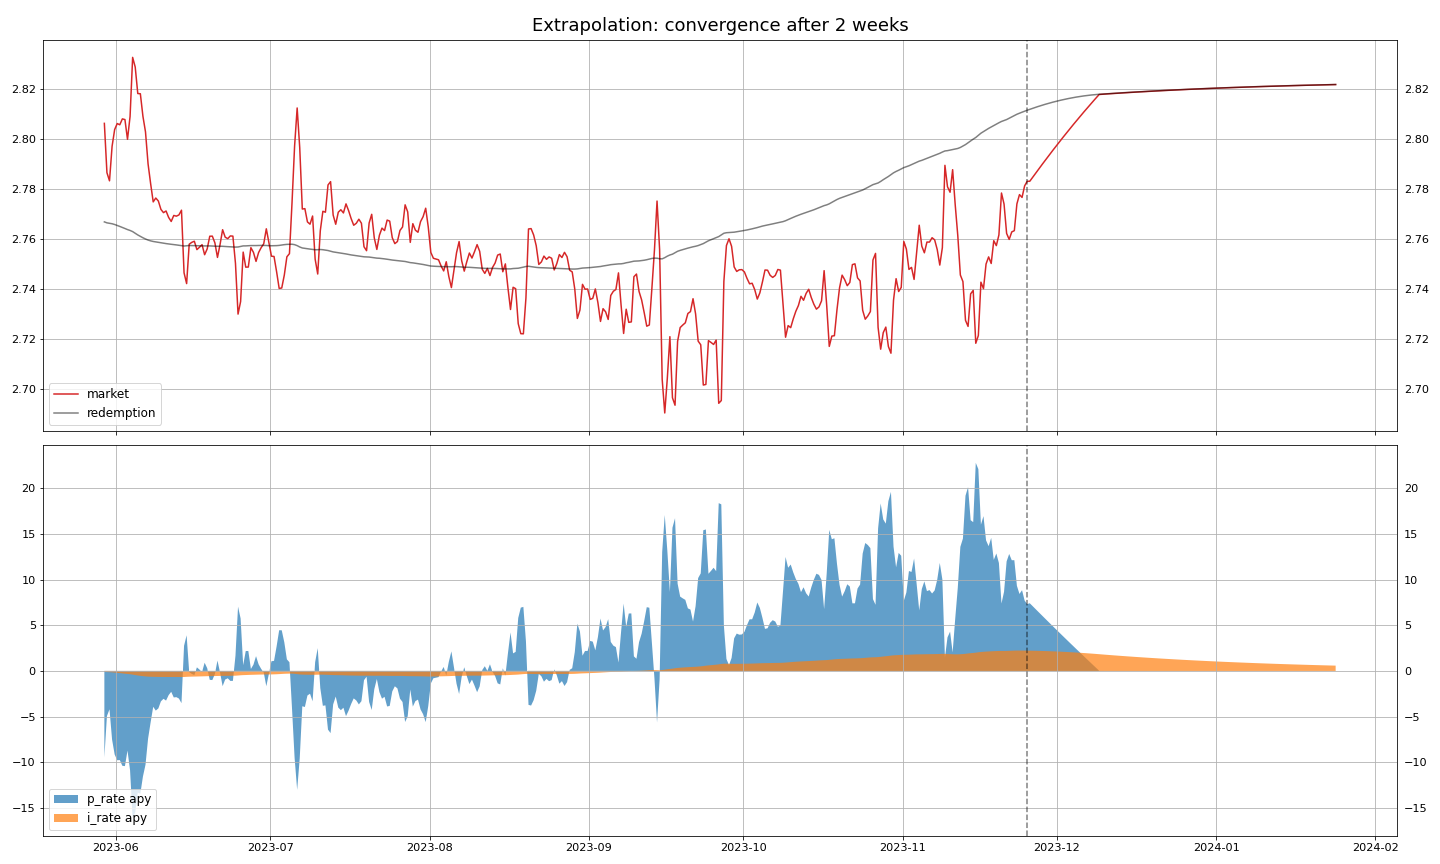 Extrapolation: convergence after 2 weeks
2.82 2.82
2.80 2.80
2.78 2.78
2.76 2.76
2.74 2.74
2.72 2.72
2.70 2.70
market
redemption
20 20
15 15
10 10
5 5
0 0
−5 −5
−10 −10
−15 −15
p_rate apy
i_rate apy
2023-06 2023-07 2023-08 2023-09 2023-10 2023-11 2023-12 2024-01 2024-02